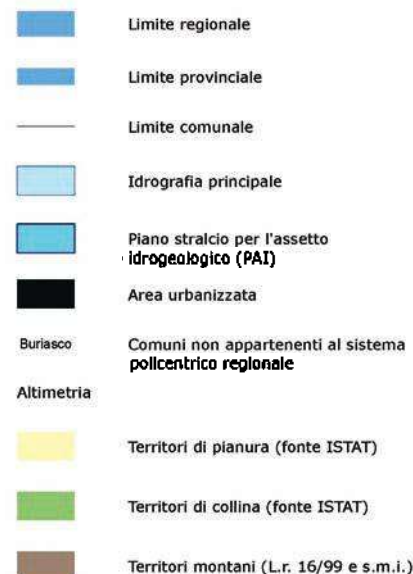 Limite regionale
Limite provinciale
Limite comunale
Idrografia principale
Piano stralcio per l'assetto
idrogealogico (PAI)
Area urbanizzata
Buriasco Comuni non appartenenti al sistema
policentrico regionale
Altimetria
Territori di pianura (fonte ISTAT)
Territori di collina (fonte ISTAT)
Territori montani (L.r. 16/99 e s.m.i.)